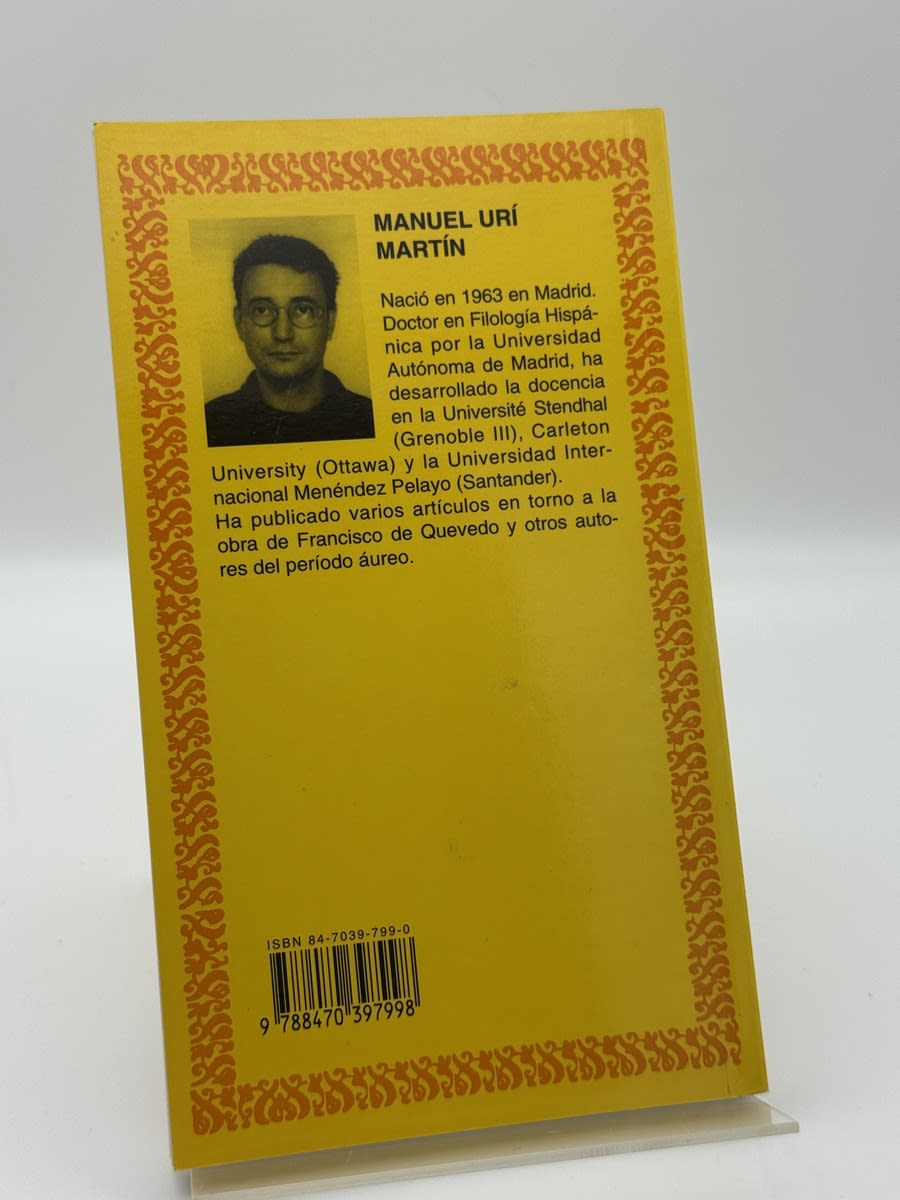 MANUEL URÍ
MARTÍN
Nació en 1963 en Madrid.
Doctor en Filología Hispá-
nica por la Universidad
Autónoma de Madrid, ha
desarrollado la docencia
en la Université Stendhal
(Grenoble III), Carleton
University (Ottawa) y la Universidad Inter-
nacional Menéndez Pelayo (Santander).
Ha publicado varios artículos en torno a la
obra de Francisco de Quevedo y otros auto-
res del período áureo.
ISBN 84-7039-799-0
9 788470 397998